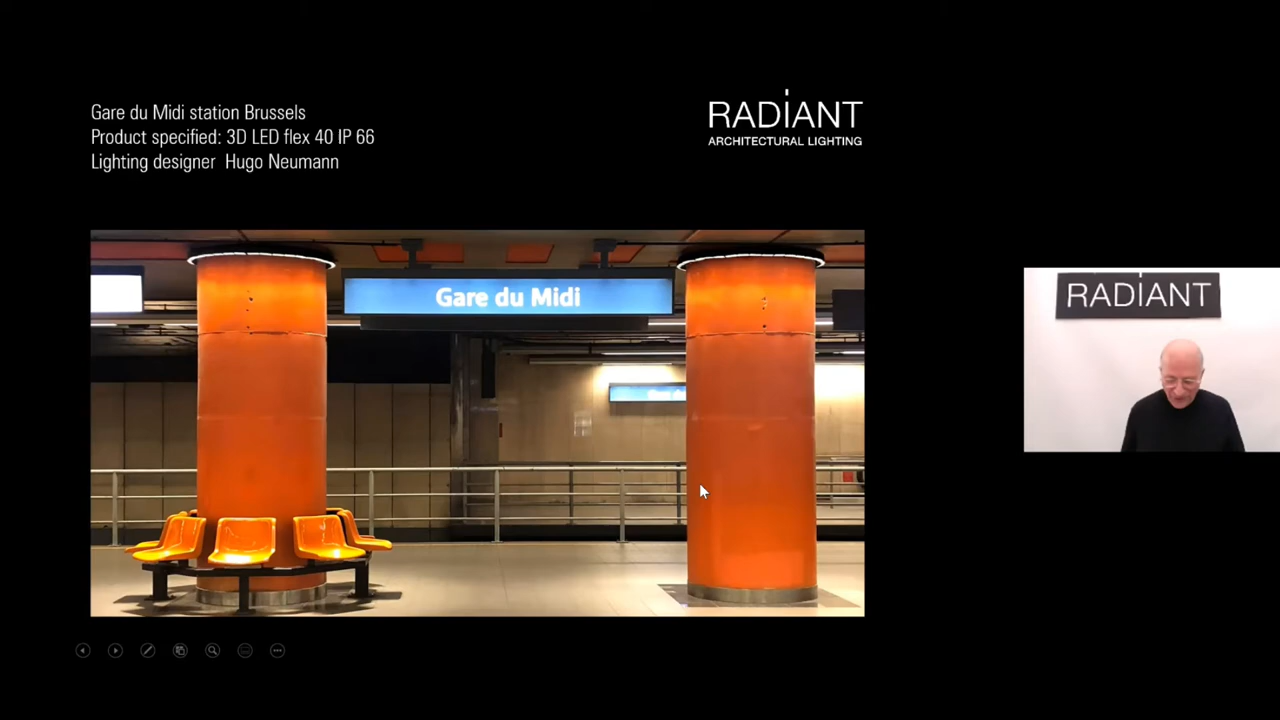 Gare du Midi station Brussels
Product specified: 3D LED flex 40 IP 66
Lighting designer Hugo Neumann
RADIANT
ARCHITECTURAL LIGHTING
Gare du Midi
RADIANT